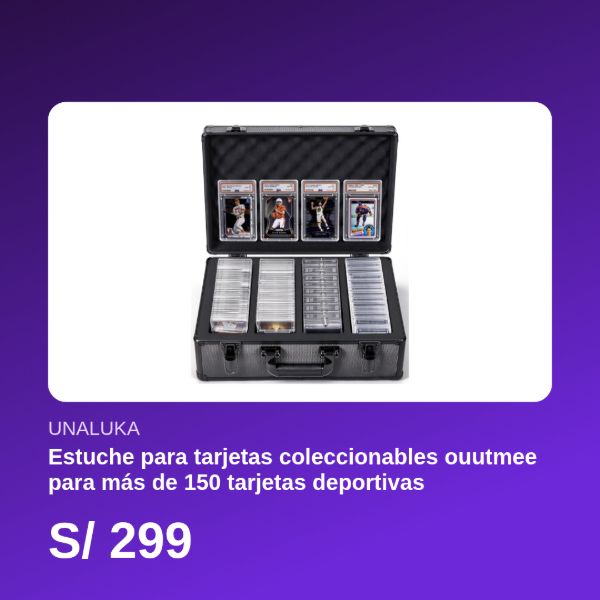 UNALUKA
Estuche para tarjetas coleccionables ouutmee
para más de 150 tarjetas deportivas
S/ 299